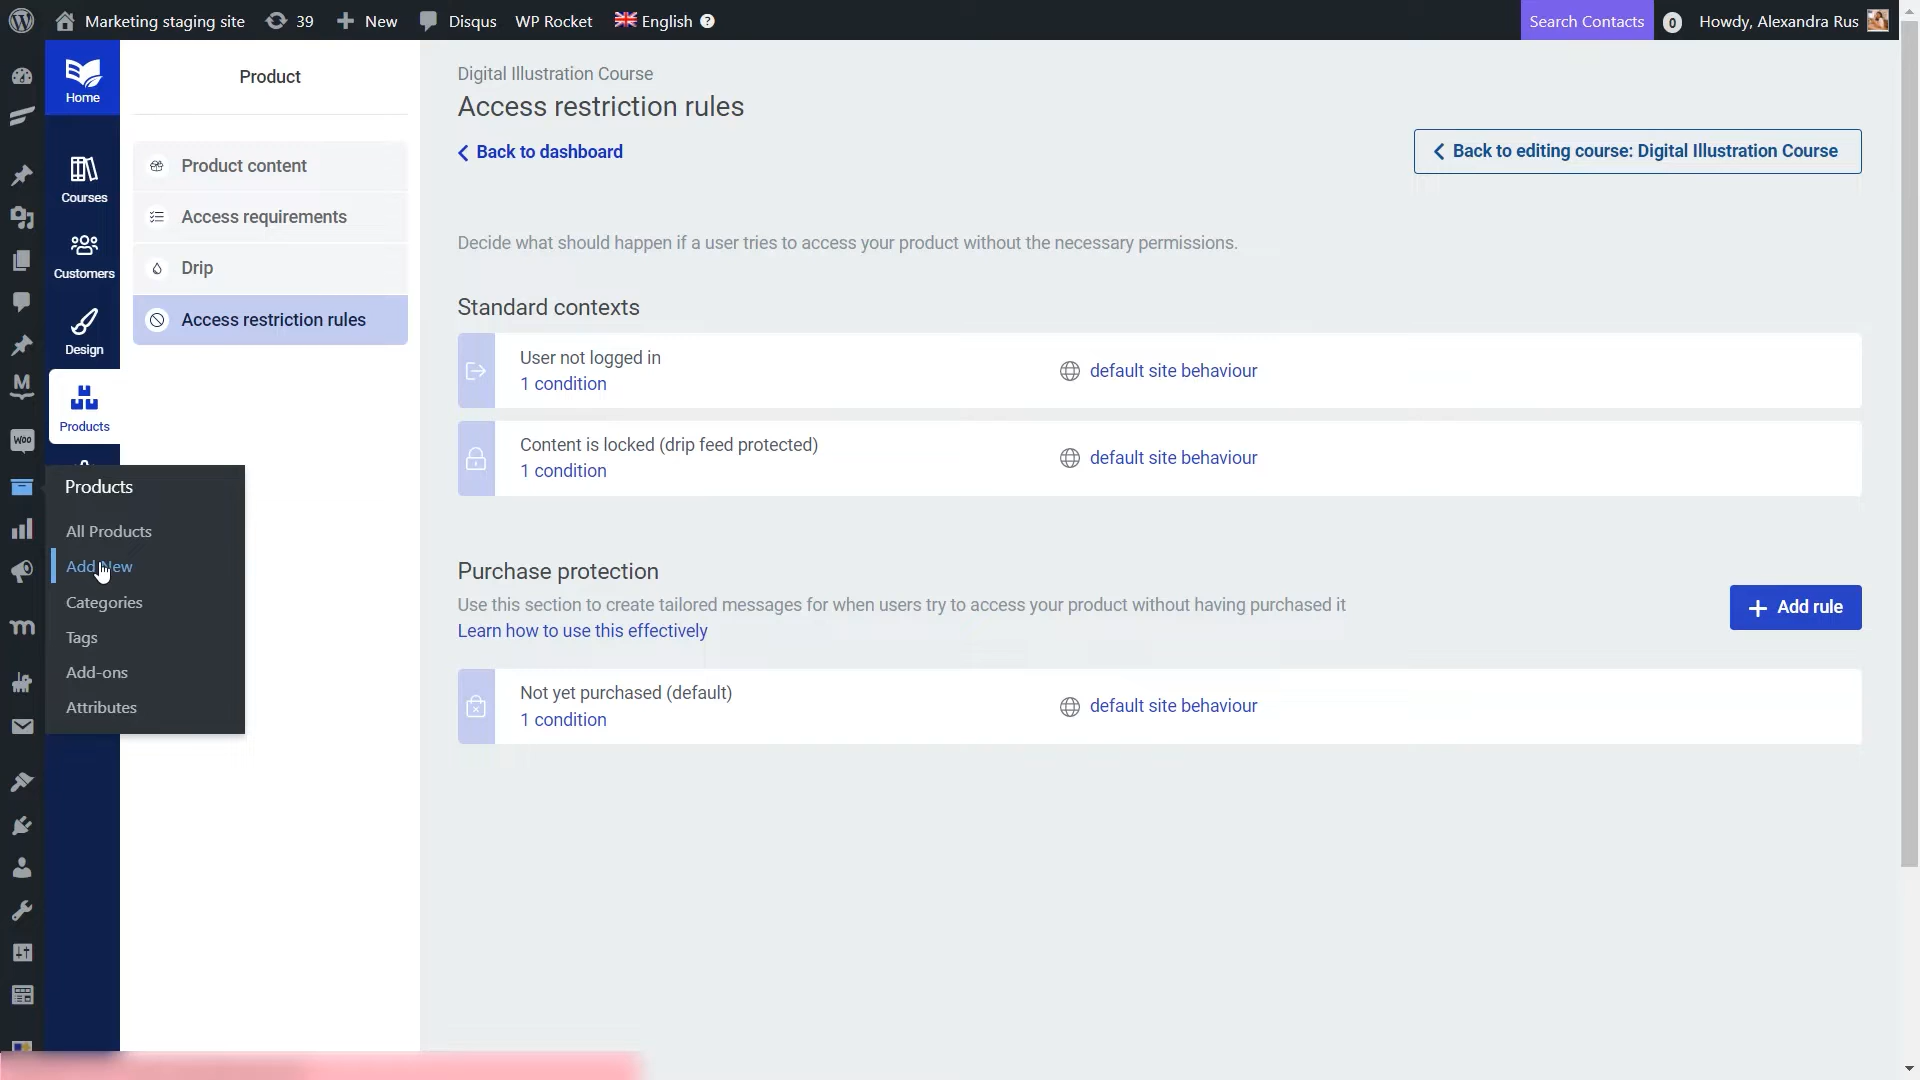 Marketing staging site
39
New
Disqus
WP Rocket
English
?
Search Contacts
0
Howdy, Alexandra Rus
Home
Courses
Customers
Design
Products
M
Woo
m
Products
All Products
Add New
Categories
Tags
Add-ons
Attributes
Product
Product content
Access requirements
Drip
Access restriction rules
Digital Illustration Course
Access restriction rules
Back to dashboard
Back to editing course: Digital Illustration Course
Decide what should happen if a user tries to access your product without the necessary permissions.
Standard contexts
User not logged in
1 condition
default site behaviour
Content is locked (drip feed protected)
1 condition
default site behaviour
Purchase protection
Use this section to create tailored messages for when users try to access your product without having purchased it
Learn how to use this effectively
Add rule
Not yet purchased (default)
1 condition
default site behaviour